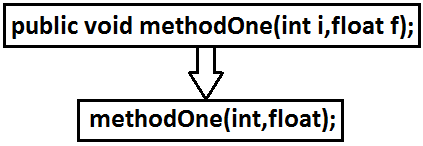 public void methodOne(int i,float f);
methodOne(int,float);